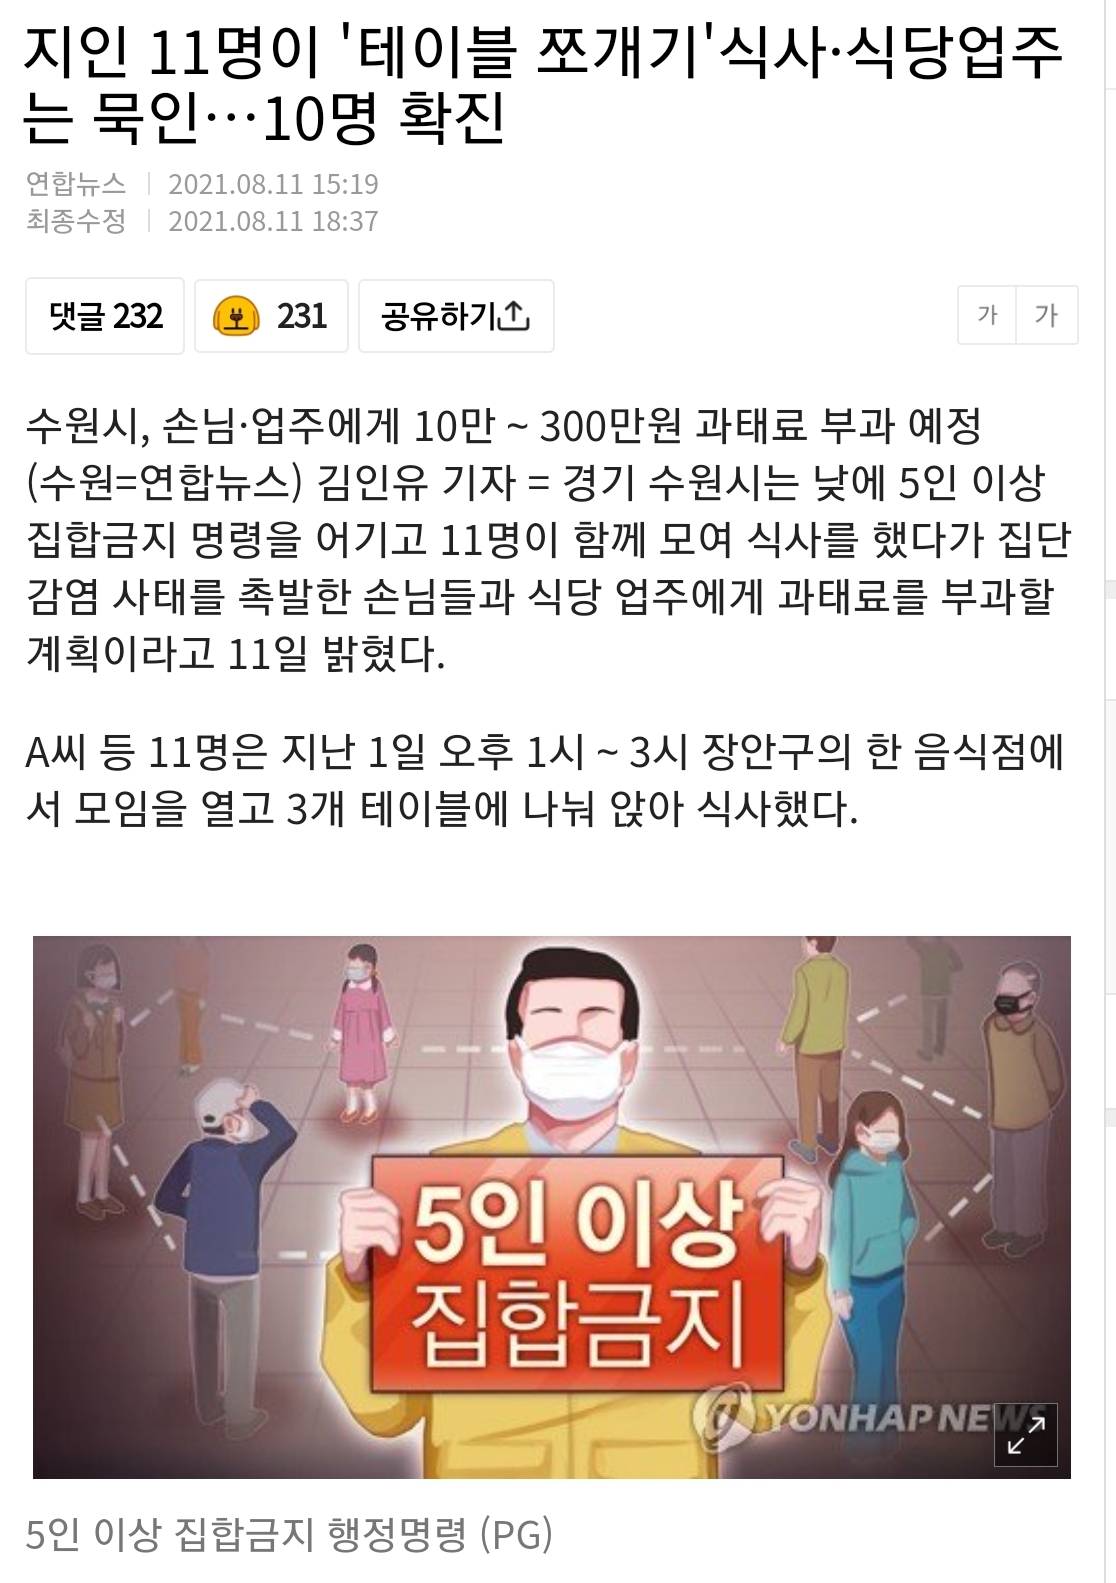 지인 11명이 '테이블 쪼개기'식사·식당업주
는 묵인…10명 확진
연합뉴스 | 2021.08.11 15:19
최종수정 | 2021.08.11 18:37
댓글 232 231 공유하기 가 가
수원시, 손님·업주에게 10만 ~ 300만원 과태료 부과 예정
(수원=연합뉴스) 김인유 기자 = 경기 수원시는 낮에 5인 이상
집합금지 명령을 어기고 11명이 함께 모여 식사를 했다가 집단
감염 사태를 촉발한 손님들과 식당 업주에게 과태료를 부과할
계획이라고 11일 밝혔다.
A씨 등 11명은 지난 1일 오후 1시 ~ 3시 장안구의 한 음식점에
서 모임을 열고 3개 테이블에 나눠 앉아 식사했다.
5인 이상
집합금지
YONHAP NEWS
5인 이상 집합금지 행정명령 (PG)